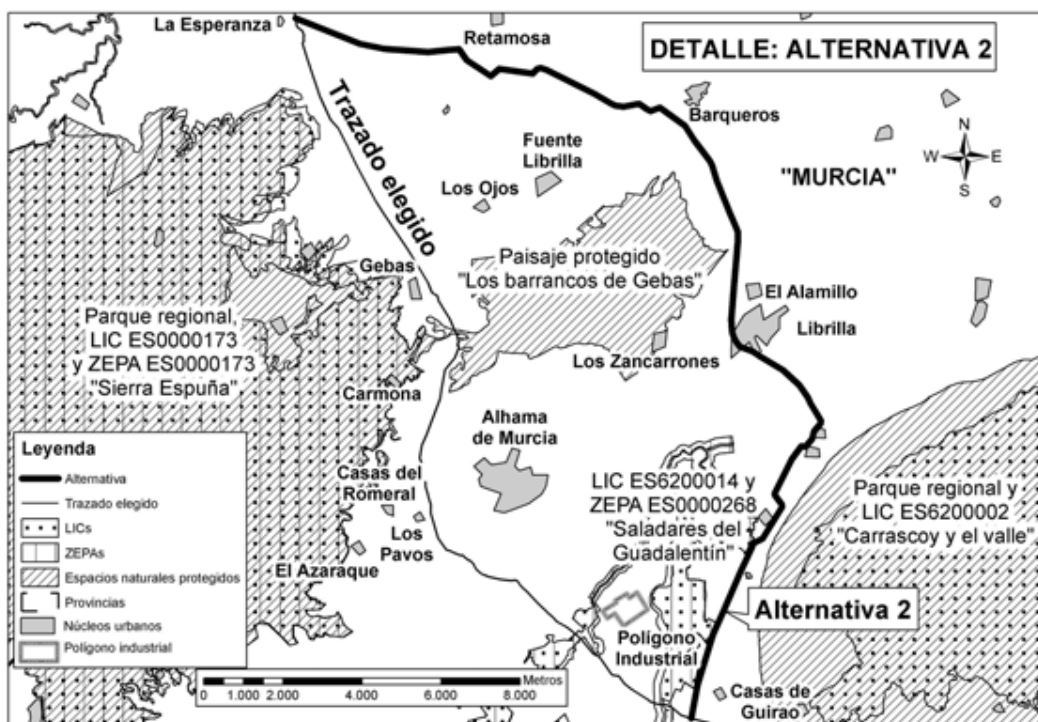 La Esperanza
Retamosa
DETALLE: ALTERNATIVA 2
Barqueros
N
W E
S
"MURCIA"
Trazado elegido
Fuente
Librilla
Los Ojos
Gebas
Paisaje protegido
"Los barrancos de Gebas"
El Alamillo
Librilla
Los Zancarrones
Parque regional,
LIC ES0000173
y ZEPA ES0000173
"Sierra Espuña"
Carmona
Alhama
de Murcia
Casas del
Romeral
Los
Pavos
El Azaraque
LIC ES6200014 y
ZEPA ES0000268
"Saladares del
Guadalentín"
Parque regional y
LIC ES6200002
"Carrascoy y el valle"
Alternativa 2
Polígono
Industrial
Casas de
Guirao
Leyenda
Alternativa
Trazado elegido
LICs
ZEPAs
Espacios naturales protegidos
Provincias
Núcleos urbanos
Polígono industrial
Metros
0 1.000 2.000 4.000 6.000 8.000